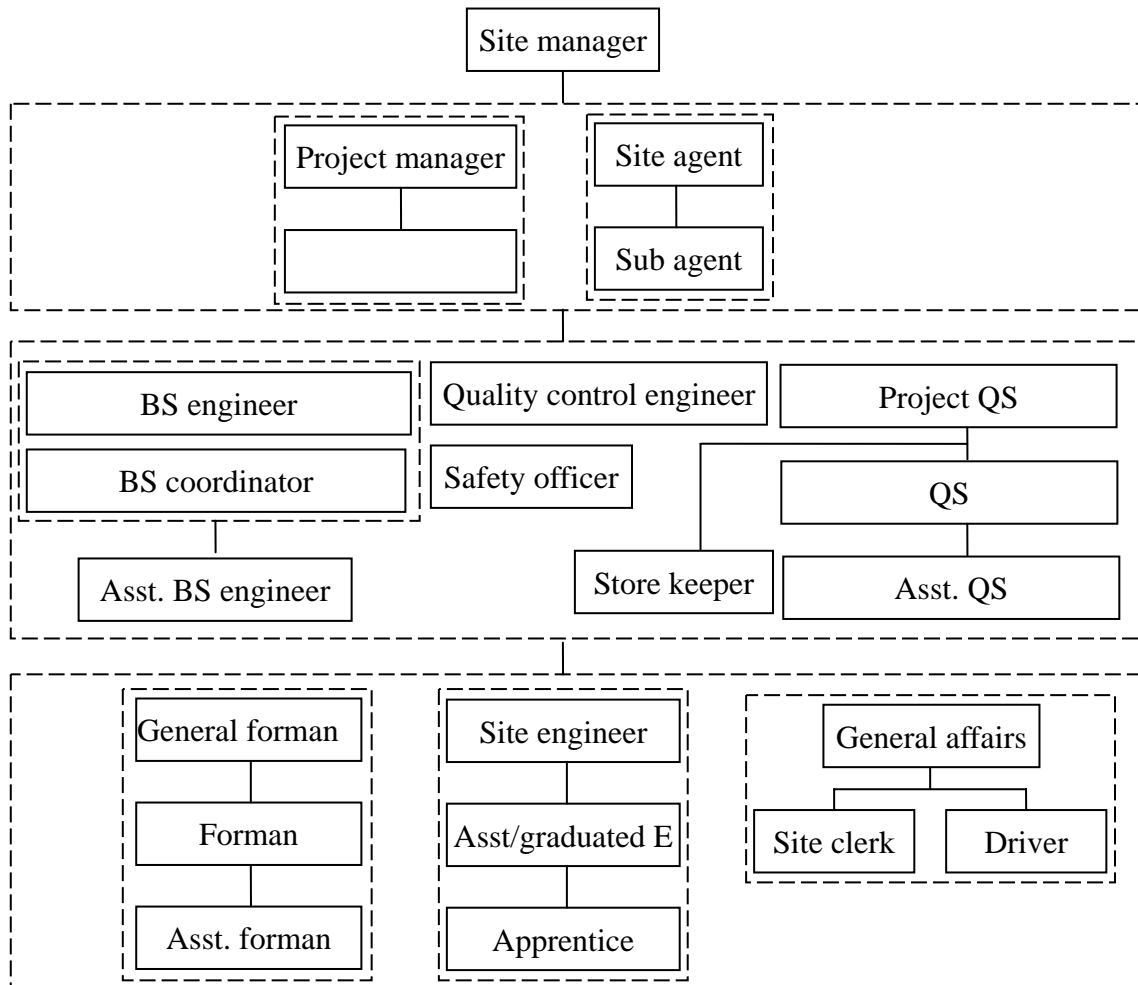 Site manager
Project manager
Site agent
Sub agent
BS engineer
Quality control engineer
Project QS
BS coordinator
Safety officer
QS
Asst. BS engineer
Store keeper
Asst. QS
General forman
Site engineer
General affairs
Forman
Asst/graduated E
Site clerk
Driver
Asst. forman
Apprentice